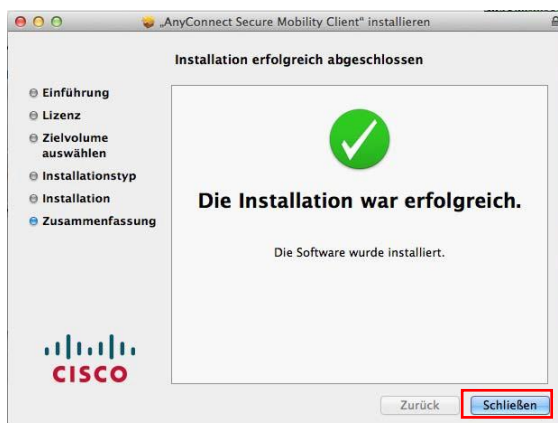 „AnyConnect Secure Mobility Client“ installieren
Installation erfolgreich abgeschlossen
Einführung
Lizenz
Zielvolume
auswählen
Installationstyp
Installation
Zusammenfassung
Die Installation war erfolgreich.
Die Software wurde installiert.
CISCO
Zurück
Schließen